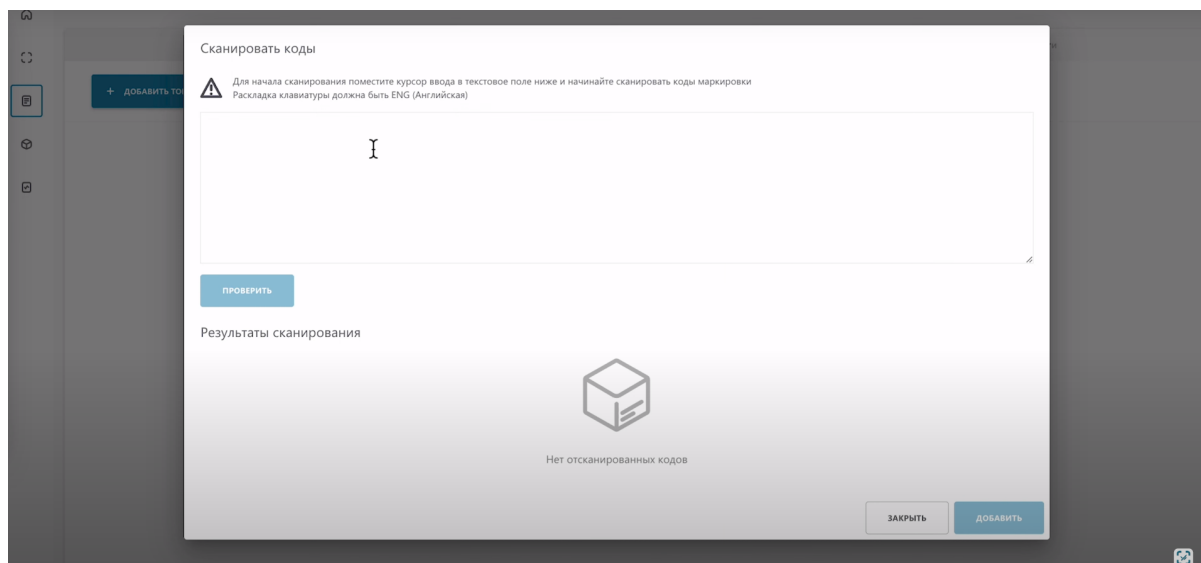 Сканировать коды
Для начала сканирования поместите курсор ввода в текстовое поле ниже и начинайте сканировать коды маркировки
Раскладка клавиатуры должна быть ENG (Английская)
+ ДОБАВИТЬ
ПРОВЕРИТЬ
Результаты сканирования
Нет отсканированных кодов
ЗАКРЫТЬ
ДОБАВИТЬ